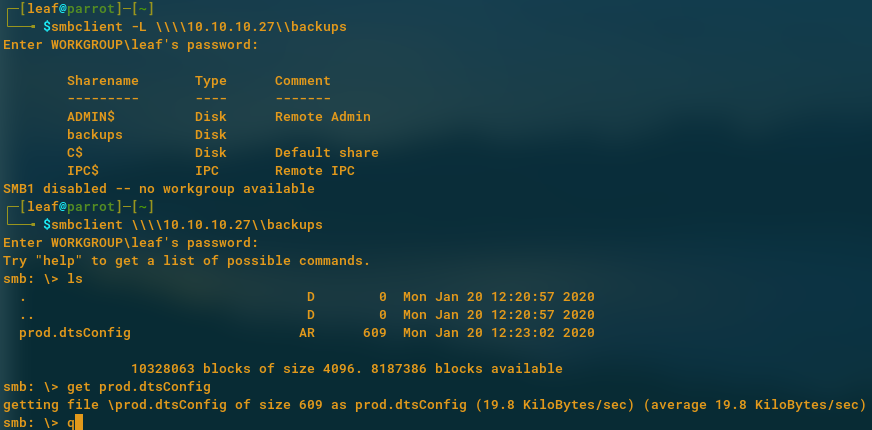 ┌─[leaf@parrot]─[~]
└──╼ $smbclient -L \\\\10.10.10.27\\backups
Enter WORKGROUP\leaf's password:
Sharename       Type      Comment
---------       ----      -------
ADMIN$          Disk      Remote Admin
backups         Disk
C$              Disk      Default share
IPC$            IPC       Remote IPC
SMB1 disabled -- no workgroup available
┌─[leaf@parrot]─[~]
└──╼ $smbclient \\\\10.10.10.27\\backups
Enter WORKGROUP\leaf's password:
Try "help" to get a list of possible commands.
smb: \> ls
.                                   D        0  Mon Jan 20 12:20:57 2020
..                                  D        0  Mon Jan 20 12:20:57 2020
prod.dtsConfig                     AR      609  Mon Jan 20 12:23:02 2020
10328063 blocks of size 4096. 8187386 blocks available
smb: \> get prod.dtsConfig
getting file \prod.dtsConfig of size 609 as prod.dtsConfig (19.8 KiloBytes/sec) (average 19.8 KiloBytes/sec)
smb: \> q